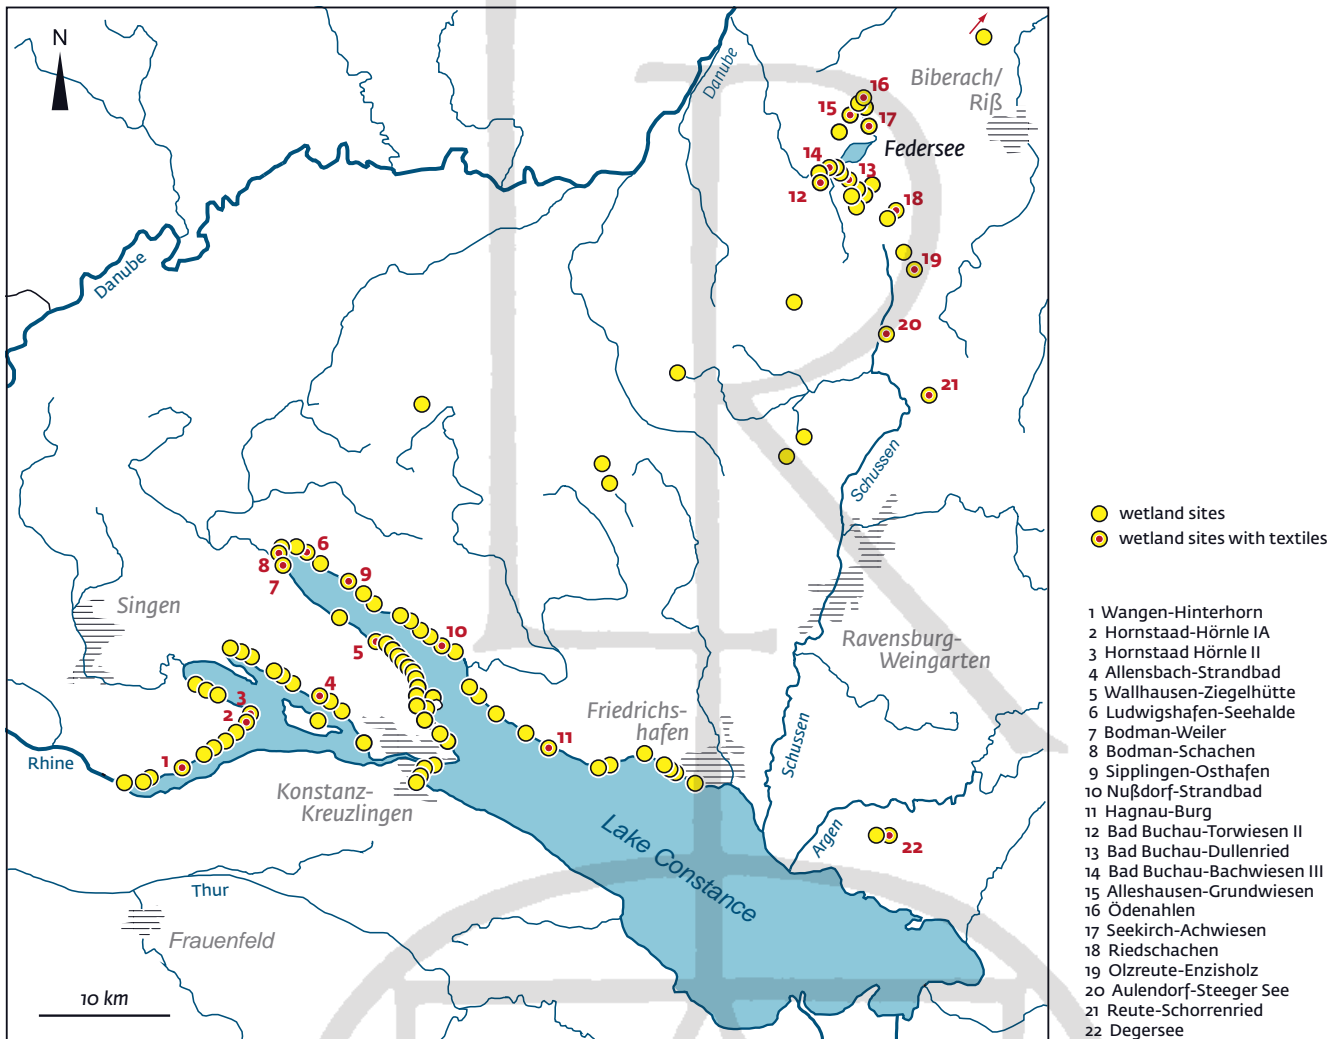 N
Danube
Biberach/
Riß
16
15
17
Federsee
14
13
12
18
Danube
19
20
21
Schussen
wetland sites
wetland sites with textiles
6
8
7
9
Singen
10
5
Ravensburg-
Weingarten
4
3
2
Friedrichs-
hafen
Schussen
11
1
Rhine
Konstanz-
Kreuzlingen
Lake Constance
Argen
22
Thur
Frauenfeld
10 km
1 Wangen-Hinterhorn
2 Hornstaad-Hörnle IA
3 Hornstaad Hörnle II
4 Allensbach-Strandbad
5 Wallhausen-Ziegelhütte
6 Ludwigshafen-Seehalde
7 Bodman-Weiler
8 Bodman-Schachen
9 Sipplingen-Osthafen
10 Nußdorf-Strandbad
11 Hagnau-Burg
12 Bad Buchau-Torwiesen II
13 Bad Buchau-Dullenried
14 Bad Buchau-Bachwiesen III
15 Alleshausen-Grundwiesen
16 Ödenahlen
17 Seekirch-Achwiesen
18 Riedschachen
19 Olzreute-Enzisholz
20 Aulendorf-Steeger See
21 Reute-Schorrenried
22 Degersee